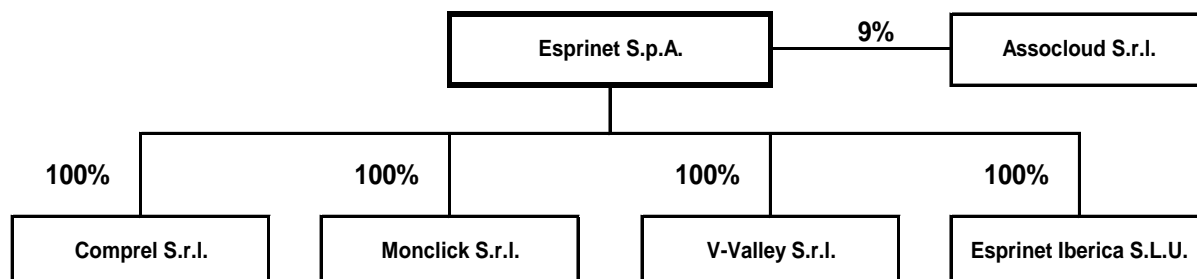 Esprinet S.p.A.
9%
Assocloud S.r.l.
100%
100%
100%
100%
Comprel S.r.l.
Monclick S.r.l.
V-Valley S.r.l.
Esprinet Iberica S.L.U.